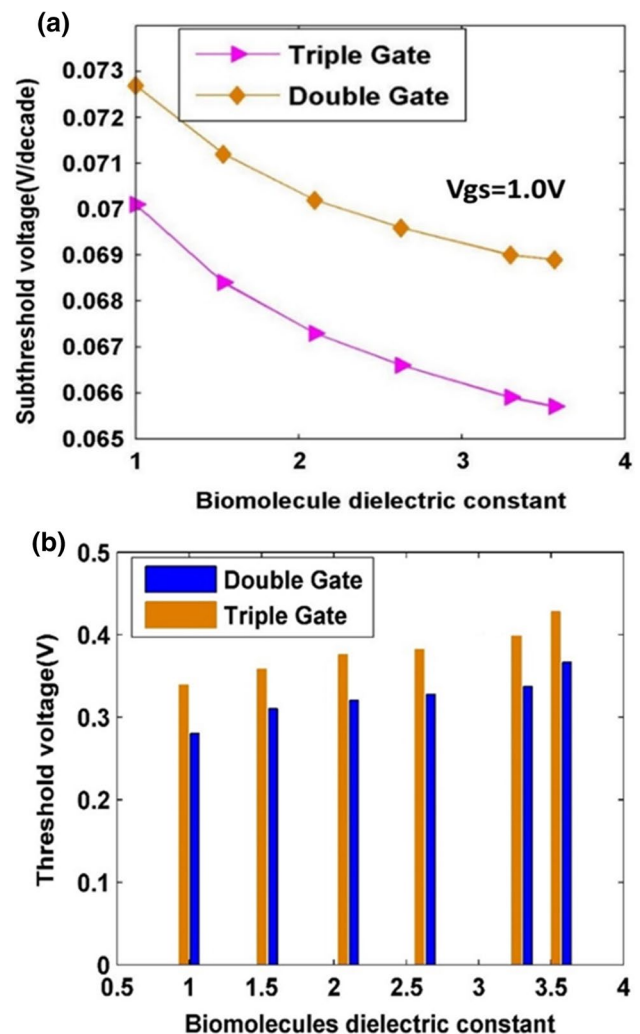 (a)
Triple Gate
Double Gate
Vgs=1.0V
Subthreshold voltage(V/decade)
0.073
0.072
0.071
0.07
0.069
0.068
0.067
0.066
0.065
1 2 3 4
Biomolecule dielectric constant
(b)
Double Gate
Triple Gate
Threshold voltage(V)
0.5
0.4
0.3
0.2
0.1
0
0.5 1 1.5 2 2.5 3 3.5 4
Biomolecules dielectric constant